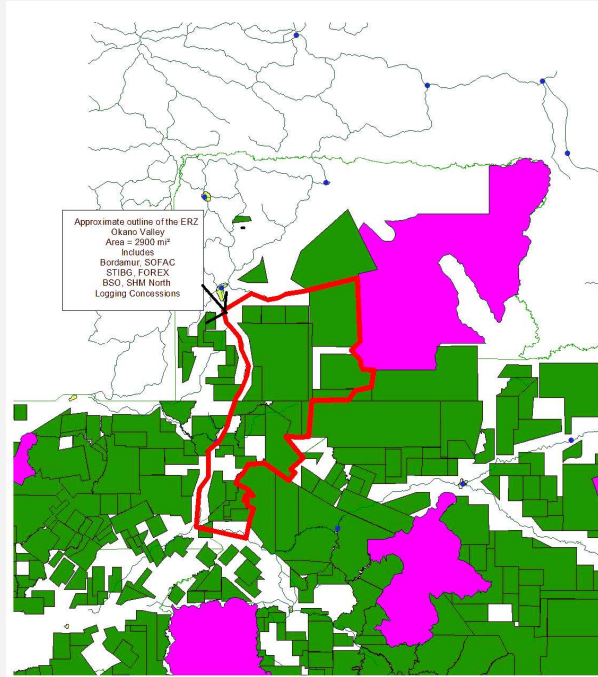 Approximate outline of the ERZ
Okano Valley
Area = 2900 mi²
Includes
Bordamur, SOFAC
STIBG, FOREX
BSO, SHM North
Logging Concessions